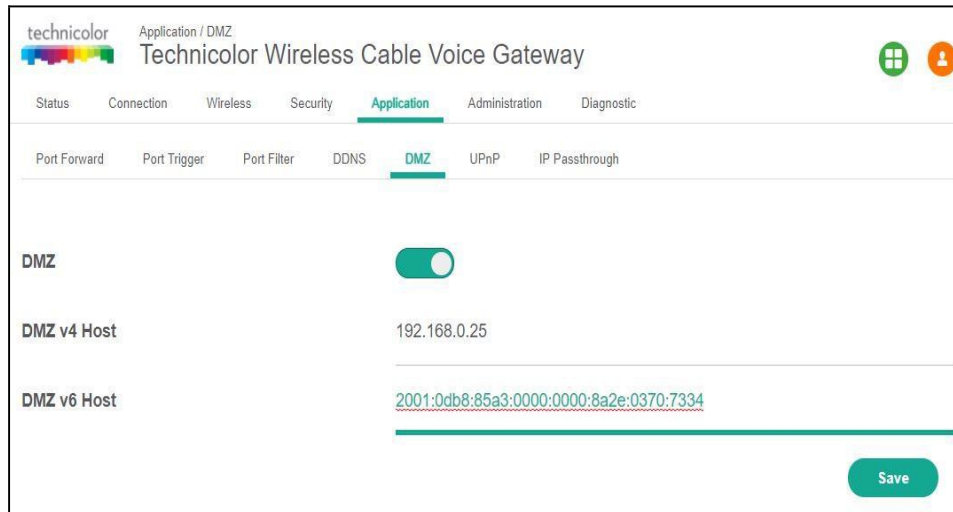 technicolor
Application / DMZ
Technicolor Wireless Cable Voice Gateway
Status Connection Wireless Security Application Administration Diagnostic
Port Forward Port Trigger Port Filter DDNS DMZ UPnP IP Passthrough
DMZ
DMZ v4 Host 192.168.0.25
DMZ v6 Host 2001:0db8:85a3:0000:0000:8a2e:0370:7334
Save